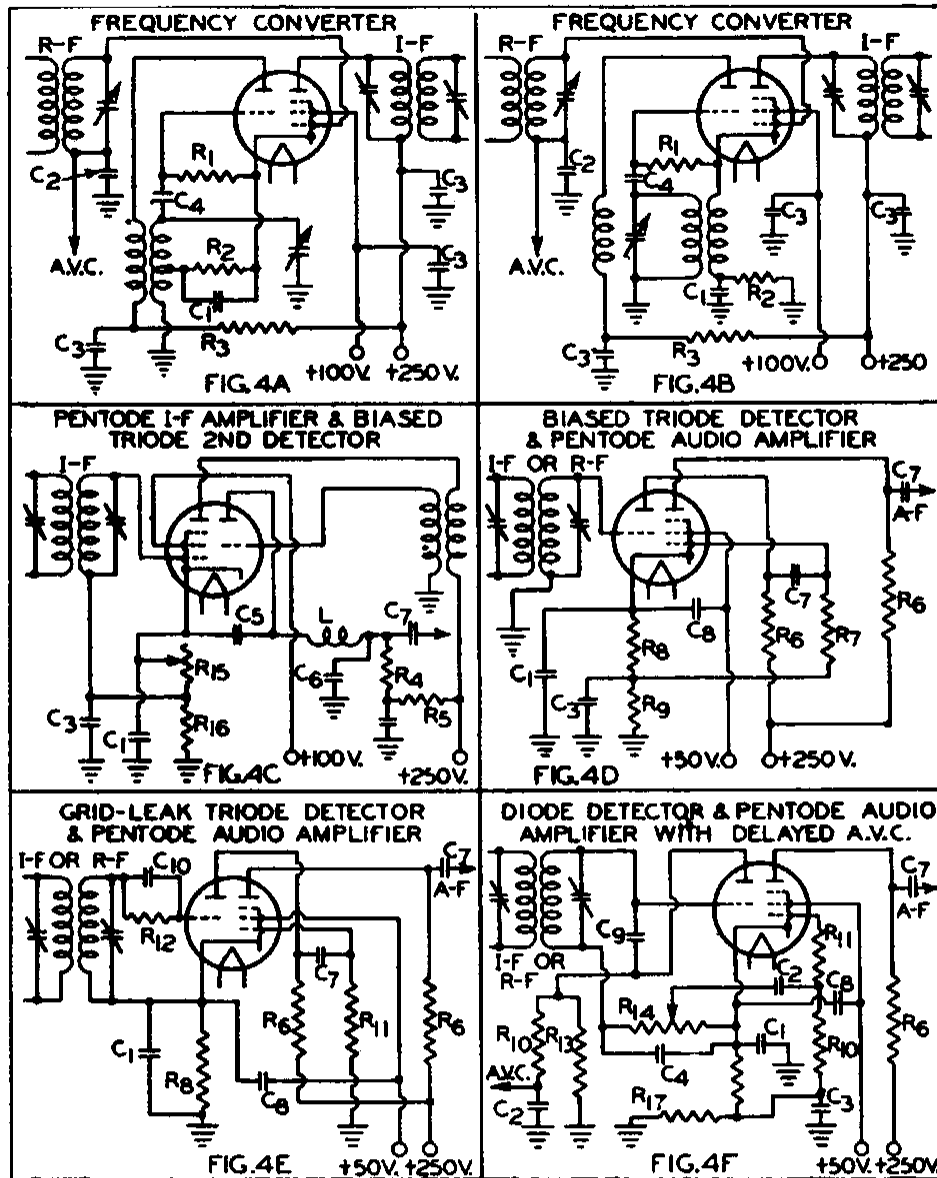 FREQUENCY CONVERTER
R-F
I-F
R1
C2
C4
C3
R2
C3
A.V.C.
C1
C3
R3
+100V. +250V.
FIG.4A
FREQUENCY CONVERTER
R-F
I-F
R1
C2
C4
C3
C3
A.V.C.
C1
R2
C3
R3
+100V. +250
FIG.4B
PENTODE I-F AMPLIFIER & BIASED
TRIODE 2ND DETECTOR
I-F
C5
L
C7
R15
C6
R4
C3
C1
R16
R5
+100V.
+250V.
FIG.4C
BIASED TRIODE DETECTOR
& PENTODE AUDIO AMPLIFIER
I-F OR R-F
C7
A-F
C7
R6
C8
R8
R6
R7
C1
C3
R9
+50V. +250V.
FIG.4D
GRID-LEAK TRIODE DETECTOR
& PENTODE AUDIO AMPLIFIER
I-F OR R-F
C10
C7
A-F
R12
C7
R6
R11
R6
C1
R8
C8
+50V. +250V.
FIG.4E
DIODE DETECTOR & PENTODE AUDIO
AMPLIFIER WITH DELAYED A.V.C.
C7
A-F
C9
R11
I-F OR
R-F
C2
C8
R14
R6
R10
R13
C1
R10
C4
A.V.C.
R17
C2
C3
+50V. +250V.
FIG.4F